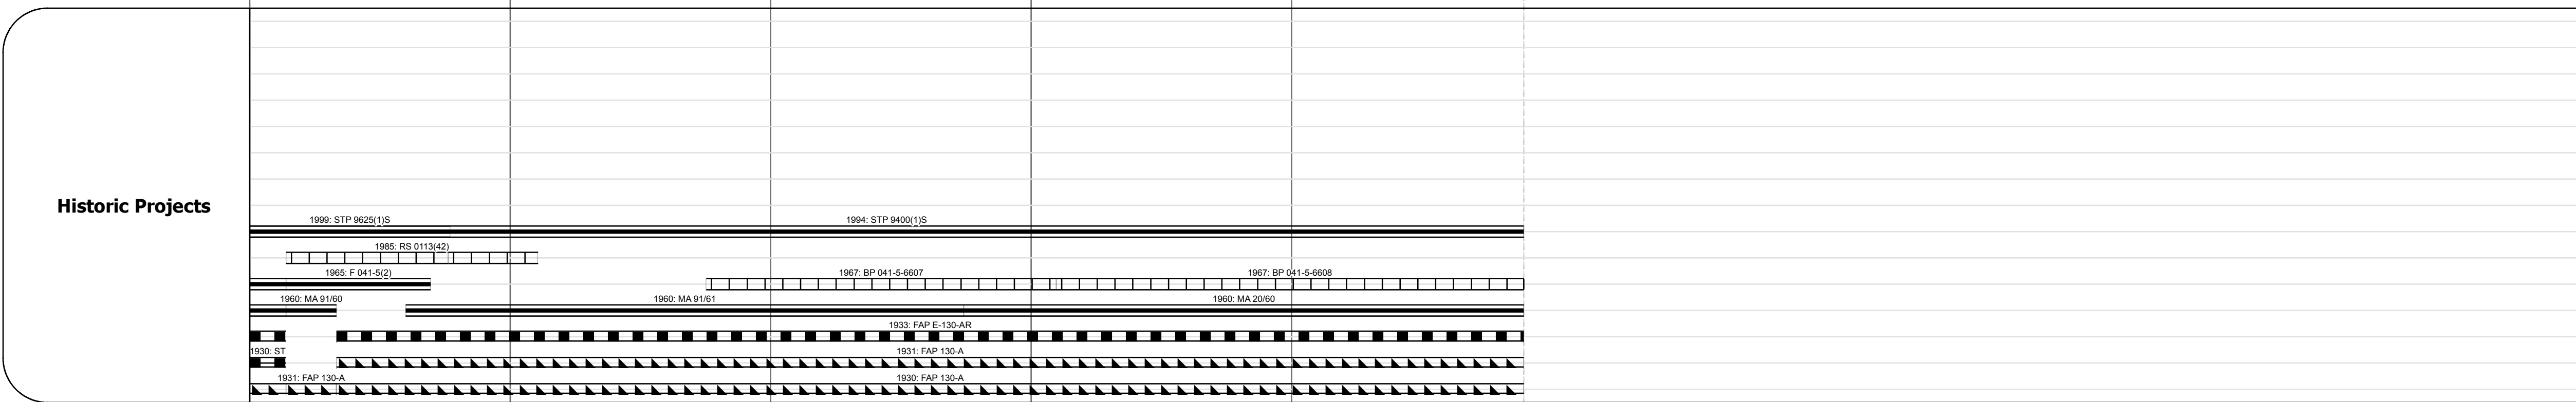 Historic Projects
1999: STP 9625(1)S 1994: STP 9400(1)S
1985: RS 0113(42)
1965: F 041-5(2) 1967: BP 041-5-6607 1967: BP 041-5-6608
1960: MA 91/60 1960: MA 91/61 1960: MA 20/60
1933: FAP E-130-AR
1930: ST 1931: FAP 130-A
1931: FAP 130-A 1930: FAP 130-A